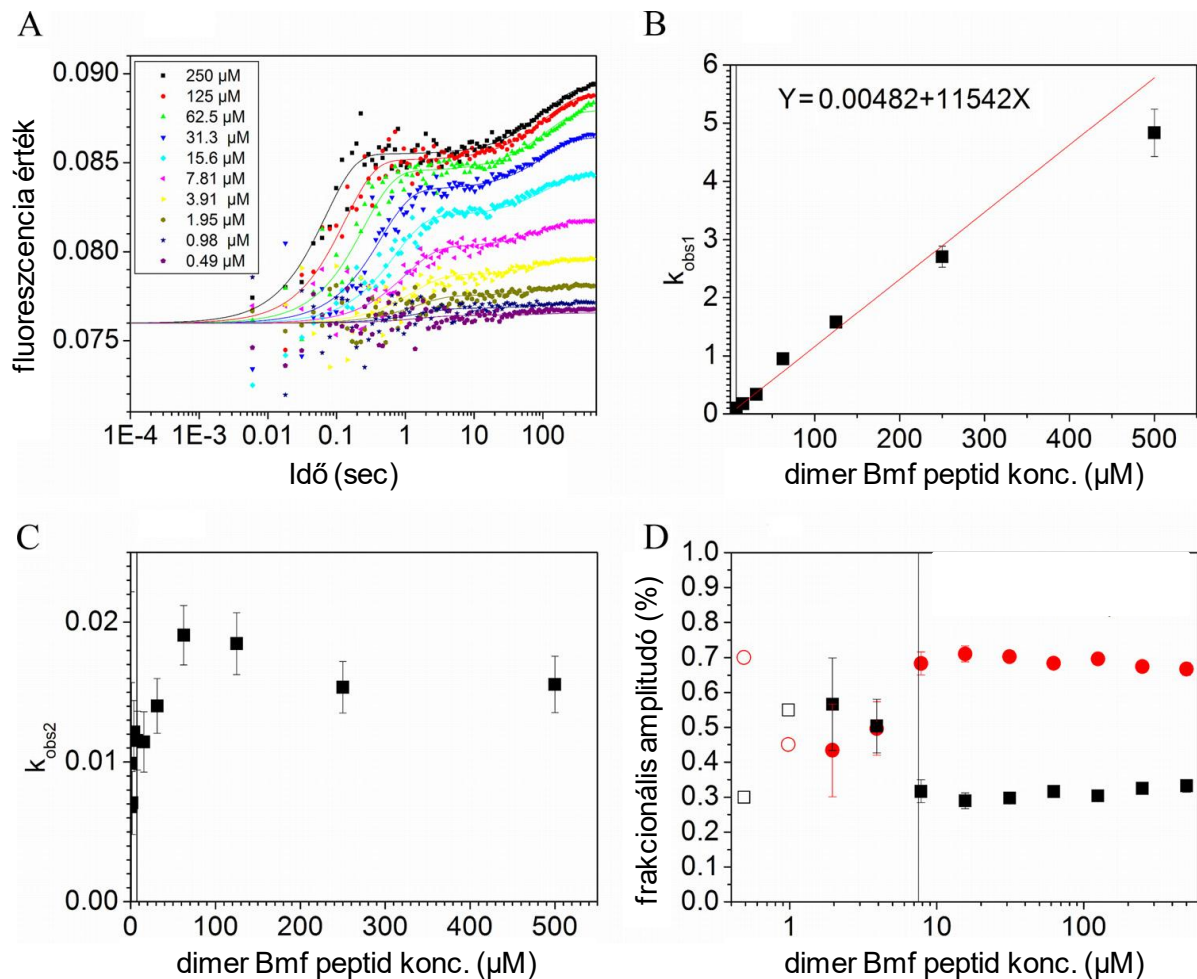 A
0.090
0.085
0.080
0.075
fluoreszcencia érték
250 µM
125 µM
62.5 µM
31.3 µM
15.6 µM
7.81 µM
3.91 µM
1.95 µM
0.98 µM
0.49 µM
1E-4 1E-3 0.01 0.1 1 10 100
Idő (sec)
B
6
5
4
3
2
1
0
kobs1
Y= 0.00482+11542X
100 200 300 400 500
dimer Bmf peptid konc. (µM)
C
0.02
0.01
0.00
kobs2
0 100 200 300 400 500
dimer Bmf peptid konc. (µM)
D
1.0
0.9
0.8
0.7
0.6
0.5
0.4
0.3
0.2
0.1
0.0
frakcionális amplitudó (%)
1 10 100
dimer Bmf peptid konc. (µM)